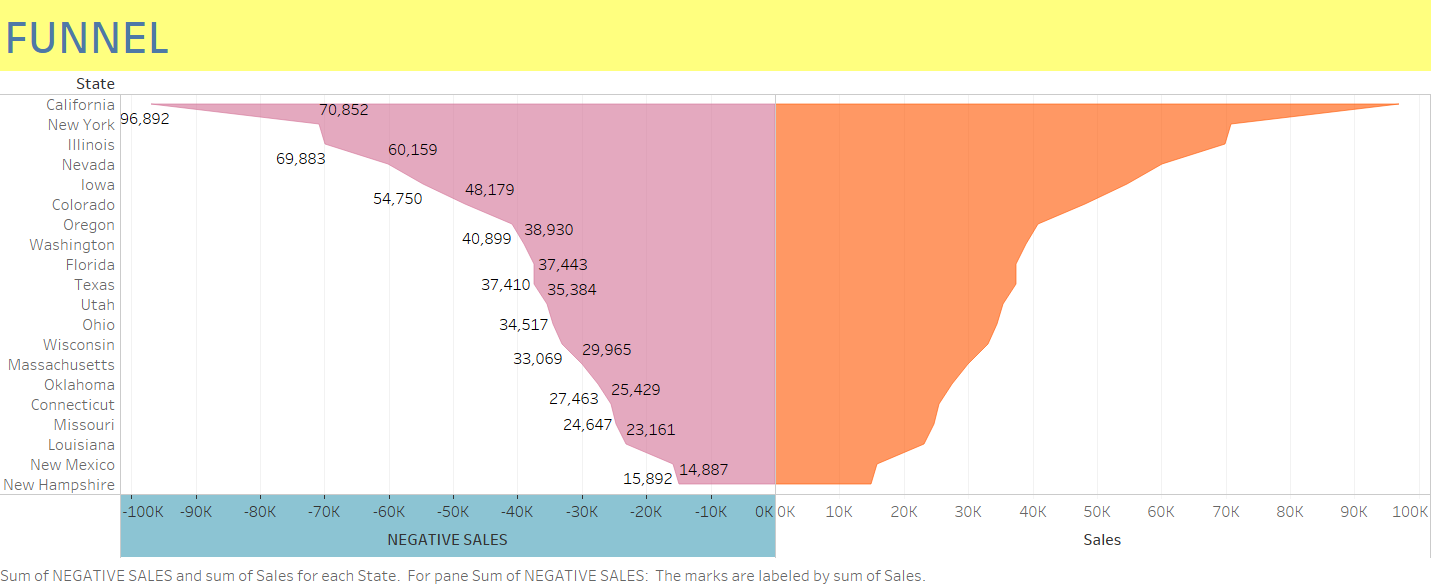 FUNNEL
State
California
70,852
96,892
New York
Illinois
60,159
69,883
Nevada
Iowa
48,179
54,750
Colorado
Oregon
38,930
40,899
Washington
Florida
37,443
Texas
37,410
35,384
Utah
Ohio
34,517
Wisconsin
29,965
33,069
Massachusetts
Oklahoma
25,429
27,463
Connecticut
Missouri
24,647
23,161
Louisiana
New Mexico
14,887
15,892
New Hampshire
-100K -90K -80K -70K -60K -50K -40K -30K -20K -10K 0K 0K 10K 20K 30K 40K 50K 60K 70K 80K 90K 100K
NEGATIVE SALES Sales
Sum of NEGATIVE SALES and sum of Sales for each State. For pane Sum of NEGATIVE SALES: The marks are labeled by sum of Sales.